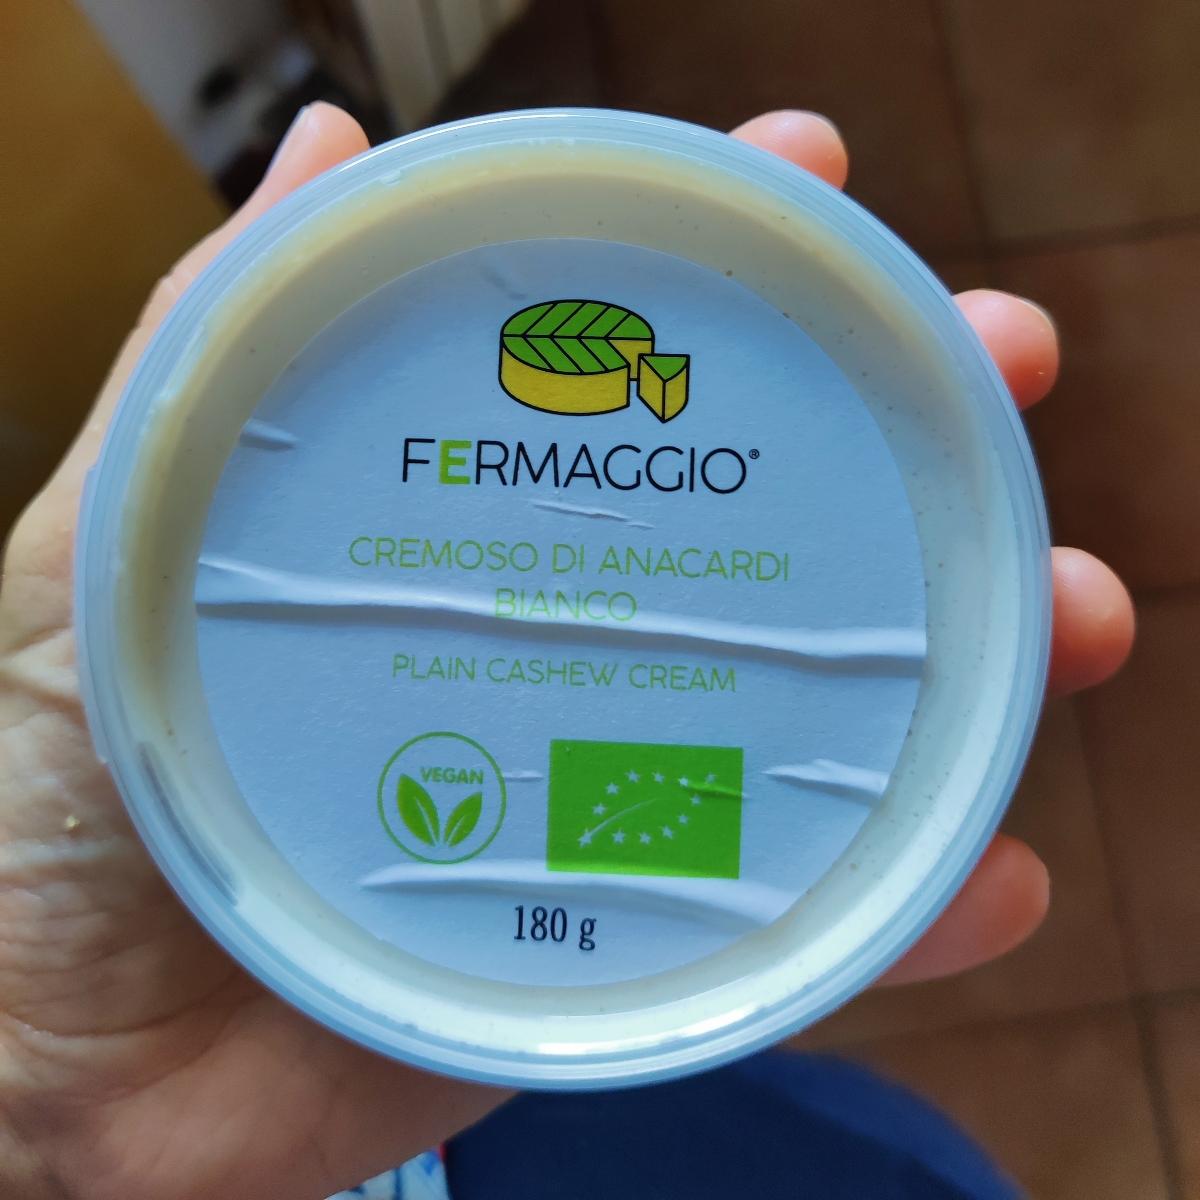 FERMAGGIO®
CREMOSO DI ANACARDI
BIANCO
PLAIN CASHEW CREAM
VEGAN
180 g